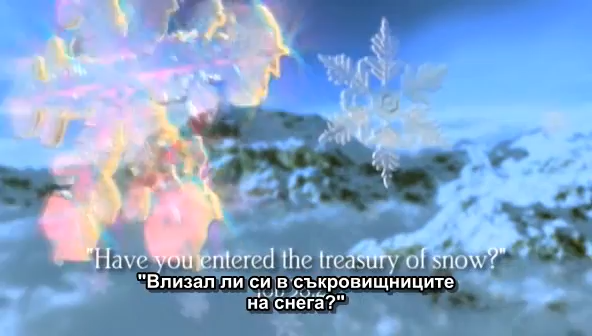 "Have you entered the treasury of snow?"
"Влизал ли си в съкровищниците
на снега?"